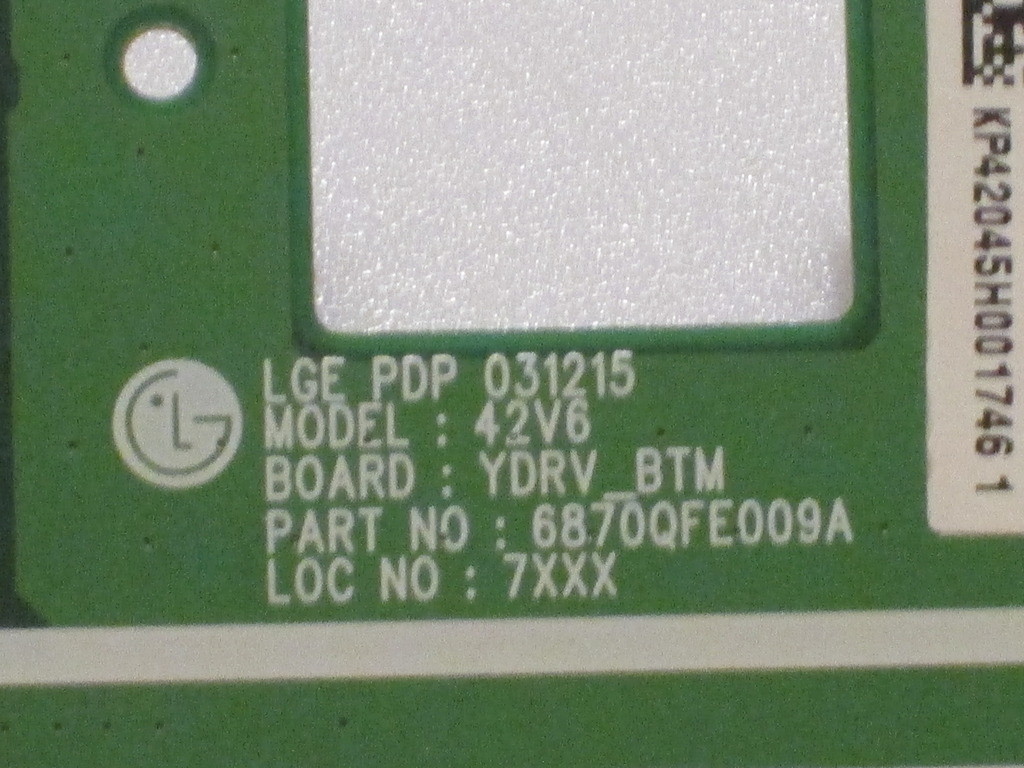 LGE PDP 031215
MODEL : 42V6
BOARD : YDRV_BTM
PART NO : 6870QFE009A
LOC NO : 7XXX
KP42045H001746 1